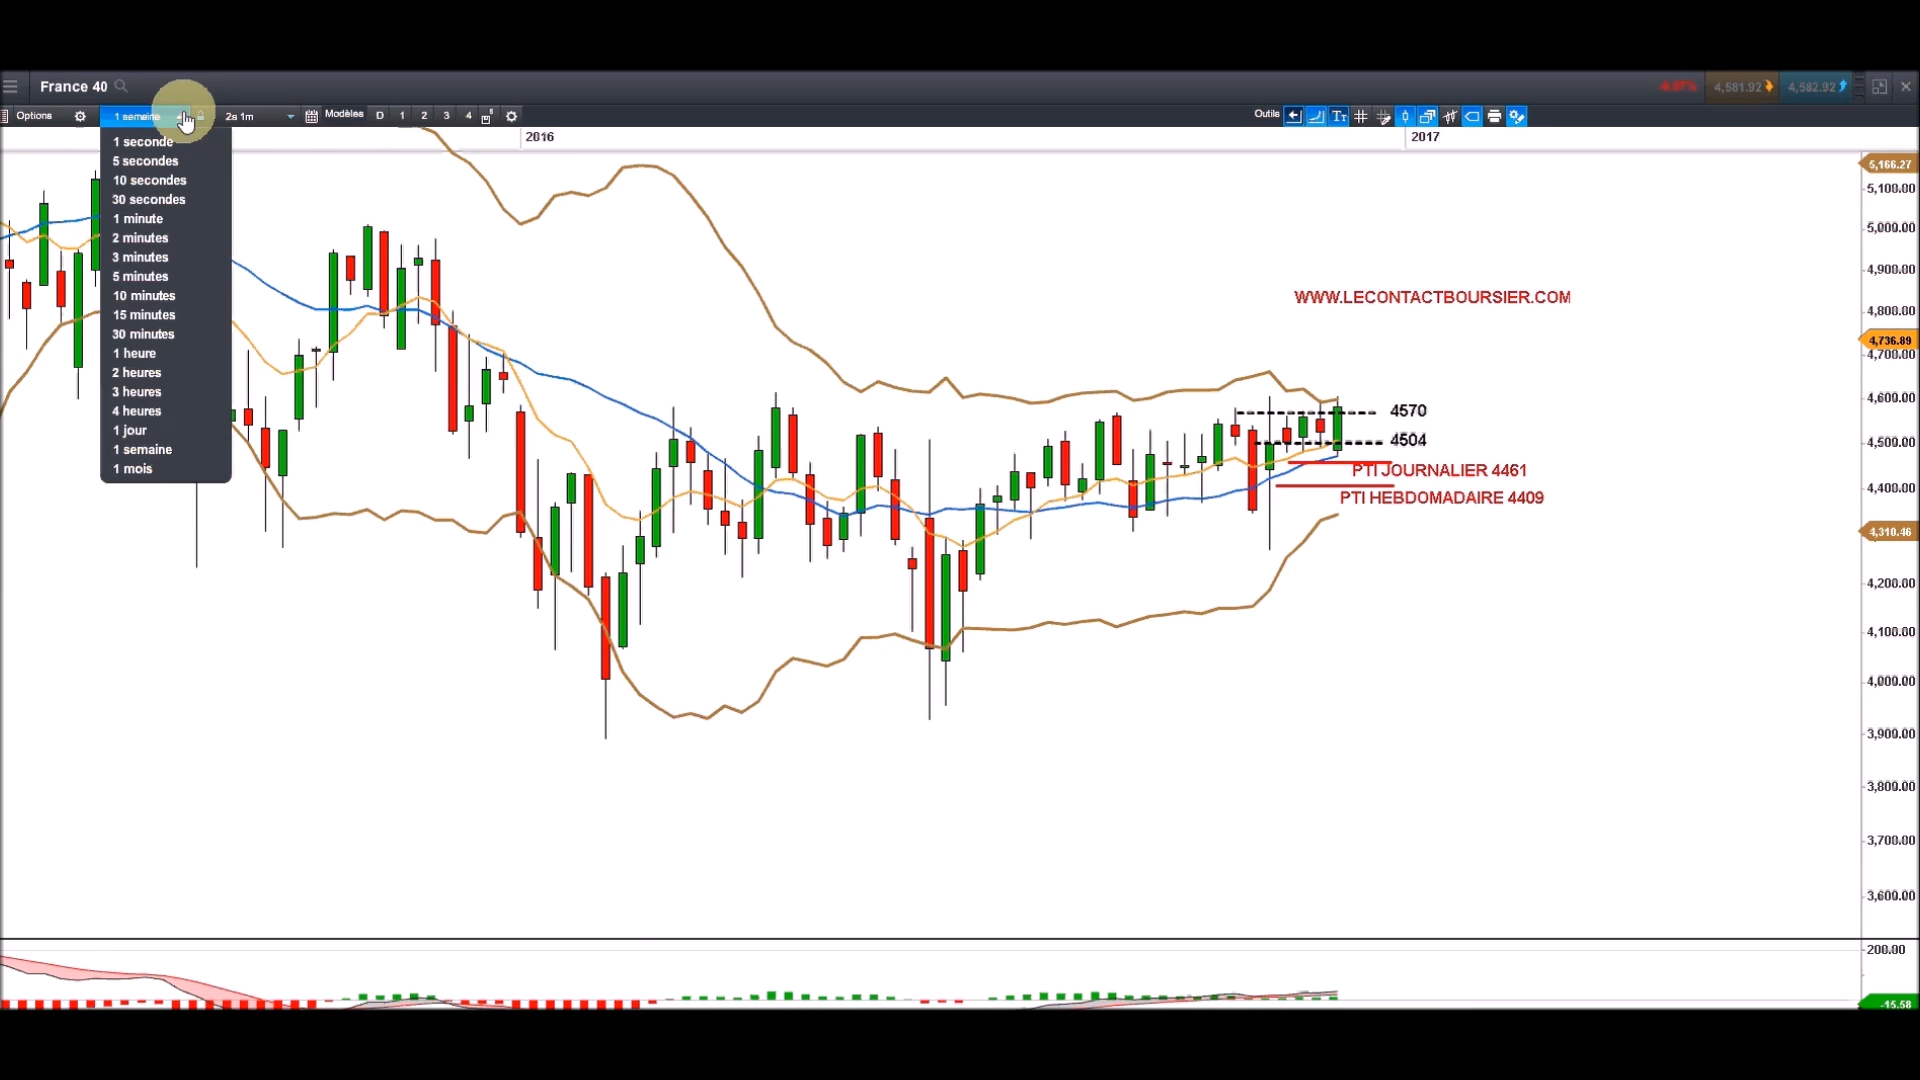 France 40
4,581.92
4,582.92
Options
1 semaine
2a 1m
Modèles
D
1
2
3
4
Outils
2016
2017
1 seconde
5 secondes
10 secondes
30 secondes
1 minute
2 minutes
3 minutes
5 minutes
10 minutes
15 minutes
30 minutes
1 heure
2 heures
3 heures
4 heures
1 jour
1 semaine
1 mois
WWW.LECONTACTBOURSIER.COM
4570
4504
PTI JOURNALIER 4461
PTI HEBDOMADAIRE 4409
5,166.27
5,100.00
5,000.00
4,900.00
4,800.00
4,736.89
4,700.00
4,600.00
4,500.00
4,400.00
4,310.46
4,200.00
4,100.00
4,000.00
3,900.00
3,800.00
3,700.00
3,600.00
200.00
-15.58